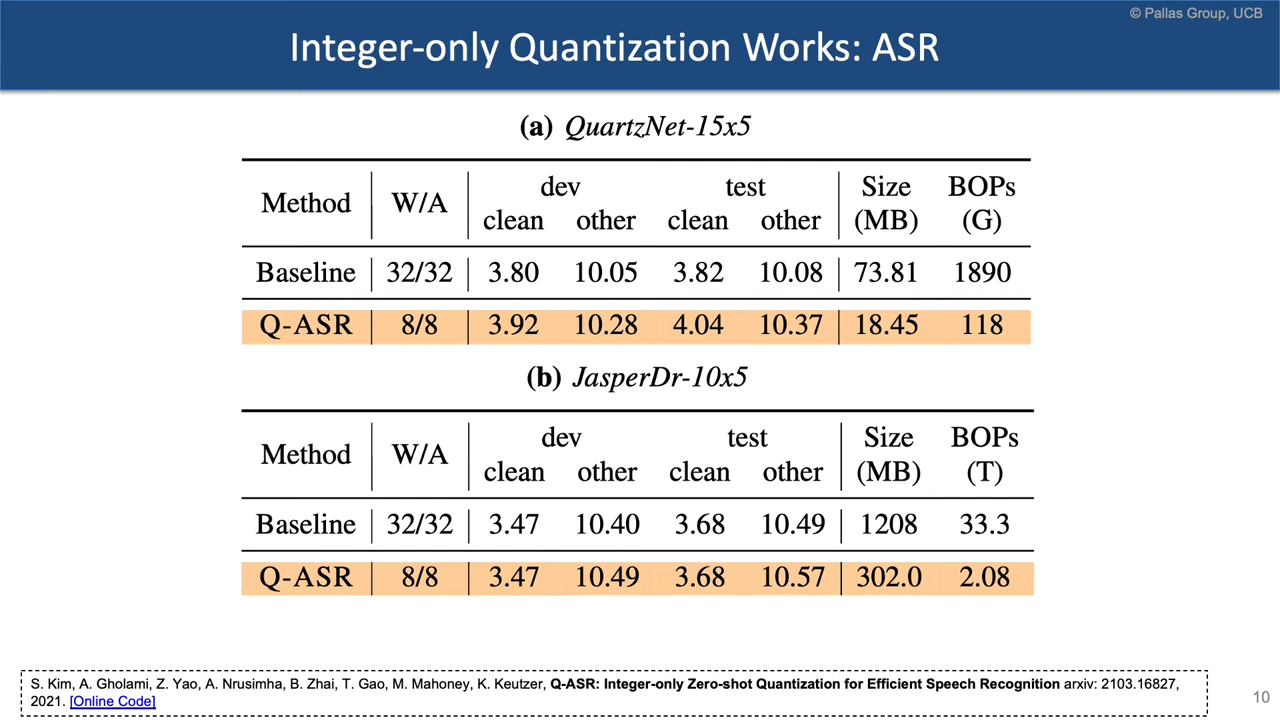 © Pallas Group, UCB
Integer-only Quantization Works: ASR
(a) QuartzNet-15x5
Method W/A dev test Size (MB) BOPs (G)
clean other clean other
Baseline 32/32 3.80 10.05 3.82 10.08 73.81 1890
Q-ASR 8/8 3.92 10.28 4.04 10.37 18.45 118
(b) JasperDr-10x5
Method W/A dev test Size (MB) BOPs (T)
clean other clean other
Baseline 32/32 3.47 10.40 3.68 10.49 1208 33.3
Q-ASR 8/8 3.47 10.49 3.68 10.57 302.0 2.08
S. Kim, A. Gholami, Z. Yao, A. Nrusimha, B. Zhai, T. Gao, M. Mahoney, K. Keutzer, Q-ASR: Integer-only Zero-shot Quantization for Efficient Speech Recognition arxiv: 2103.16827,
2021. [Online Code]
10